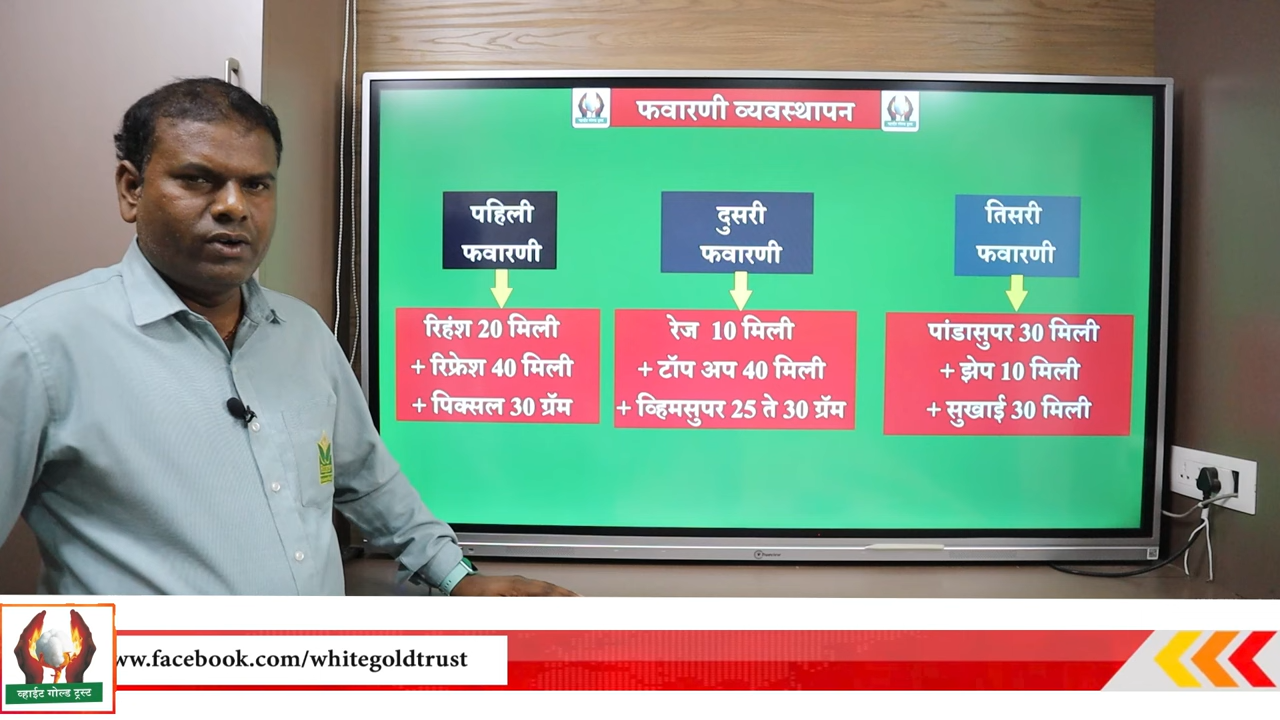 फवारणी व्यवस्थापन
पहिली
फवारणी
रिहंश 20 मिली
+ रिफ्रेश 40 मिली
+ पिक्सल 30 ग्रॅम
दुसरी
फवारणी
रेज 10 मिली
+ टॉप अप 40 मिली
+ व्हिमसुपर 25 ते 30 ग्रॅम
तिसरी
फवारणी
पांडासुपर 30 मिली
+ झेप 10 मिली
+ सुखाई 30 मिली
ww.facebook.com/whitegoldtrust
व्हाईट गोल्ड ट्रस्ट